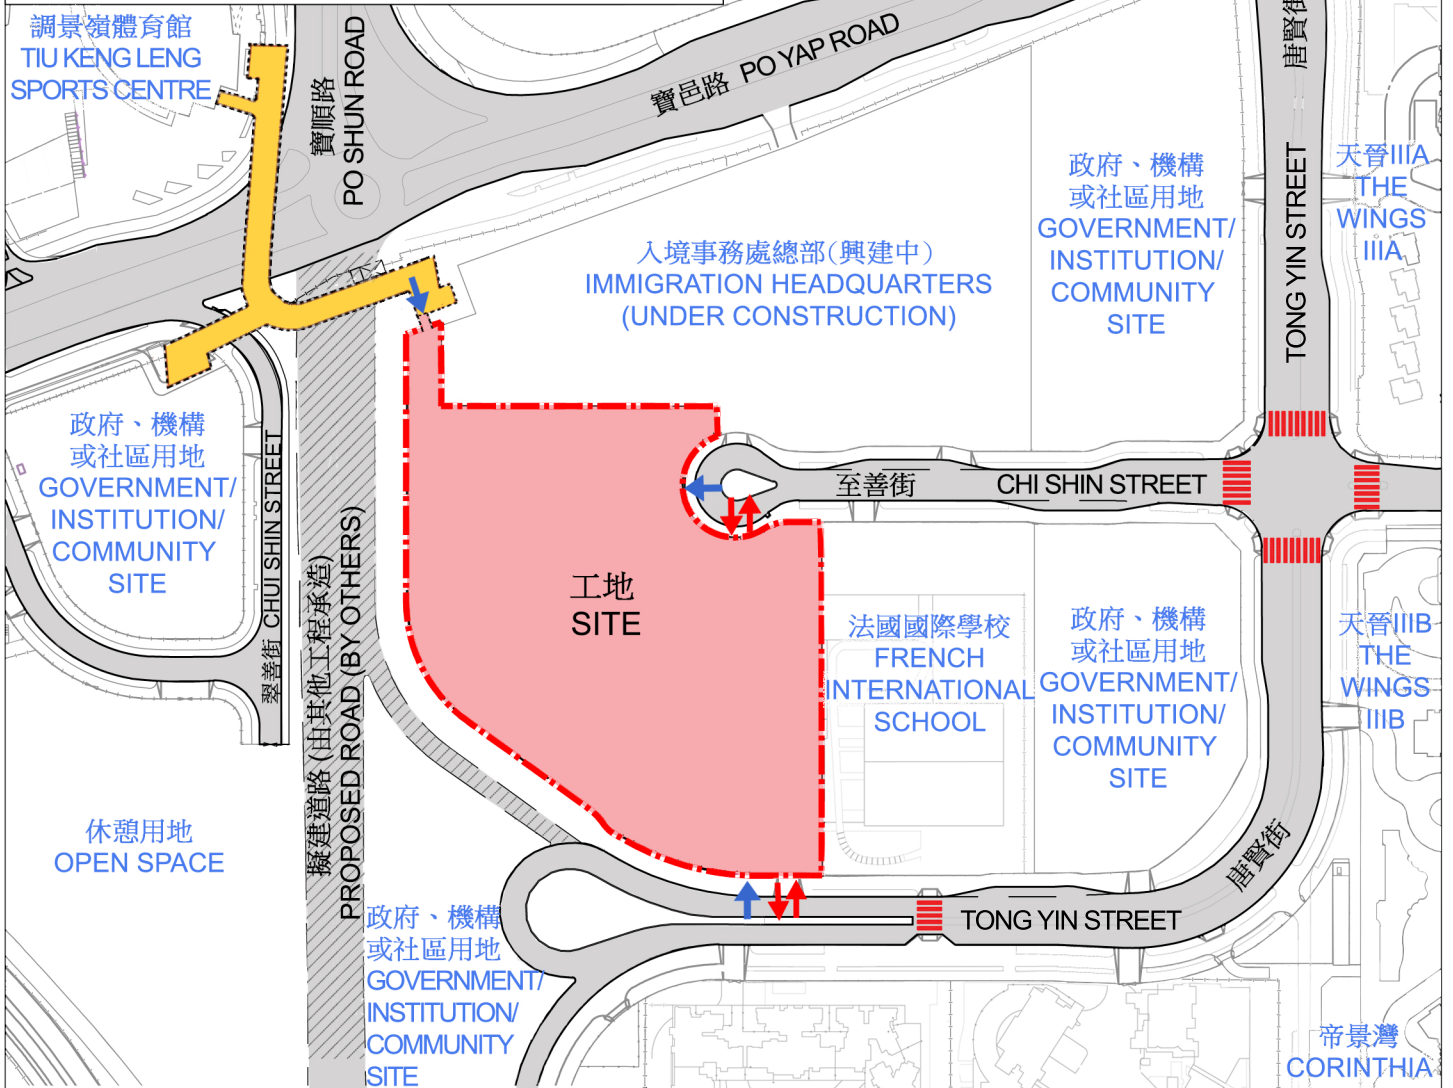 調景嶺體育館
TIU KENG LENG
SPORTS CENTRE
寶順路
PO SHUN ROAD
寶邑路 PO YAP ROAD
唐賢街
TONG YIN STREET
天晉IIIA
THE
WINGS
IIIA
政府、機構
或社區用地
GOVERNMENT/
INSTITUTION/
COMMUNITY
SITE
入境事務處總部(興建中)
IMMIGRATION HEADQUARTERS
(UNDER CONSTRUCTION)
政府、機構
或社區用地
GOVERNMENT/
INSTITUTION/
COMMUNITY
SITE
翠善街 CHUI SHIN STREET
擬建道路 (由其他工程承造)
PROPOSED ROAD (BY OTHERS)
至善街 CHI SHIN STREET
工地
SITE
法國國際學校
FRENCH
INTERNATIONAL
SCHOOL
政府、機構
或社區用地
GOVERNMENT/
INSTITUTION/
COMMUNITY
SITE
天晉IIIB
THE
WINGS
IIIB
休憩用地
OPEN SPACE
唐賢街
TONG YIN STREET
政府、機構
或社區用地
GOVERNMENT/
INSTITUTION/
COMMUNITY
SITE
帝景灣
CORINTHIA